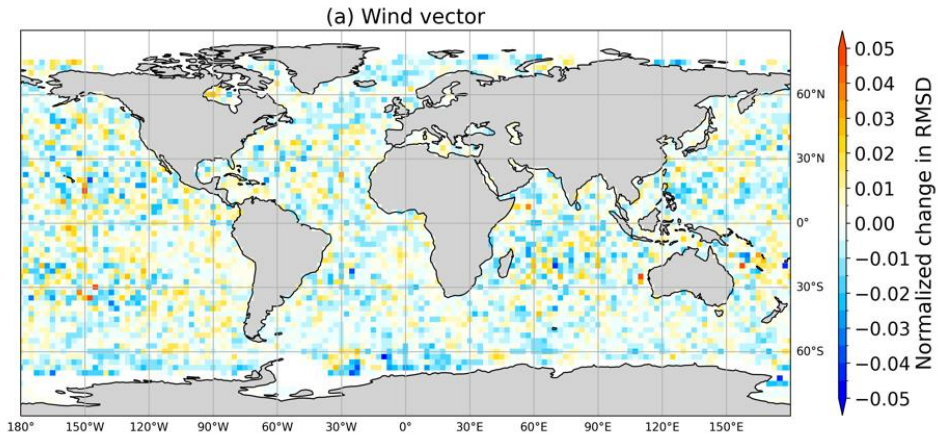 (a) Wind vector
60°N
30°N
0°
30°S
60°S
180°
150°W
120°W
90°W
60°W
30°W
0°
30°E
60°E
90°E
120°E
150°E
0.05
0.04
0.03
0.02
0.01
0.00
−0.01
−0.02
−0.03
−0.04
−0.05
Normalized change in RMSD